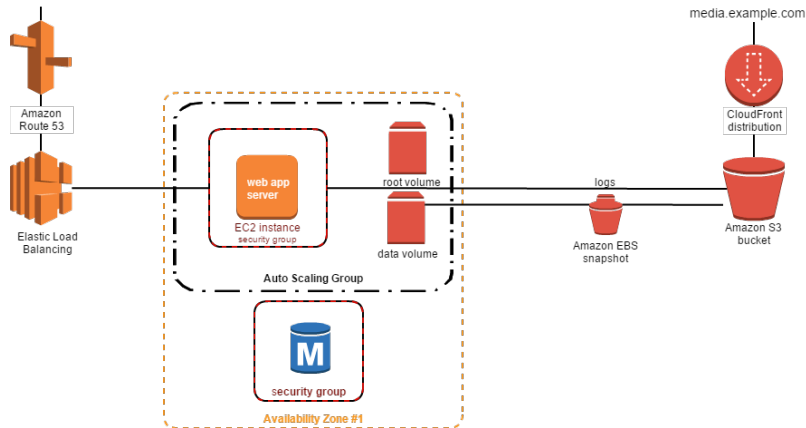 media.example.com
Amazon
Route 53
CloudFront
distribution
web app
server
root volume
logs
EC2 instance
security group
Elastic Load
Balancing
data volume
Amazon EBS
snapshot
Amazon S3
bucket
Auto Scaling Group
M
security group
Availability Zone #1